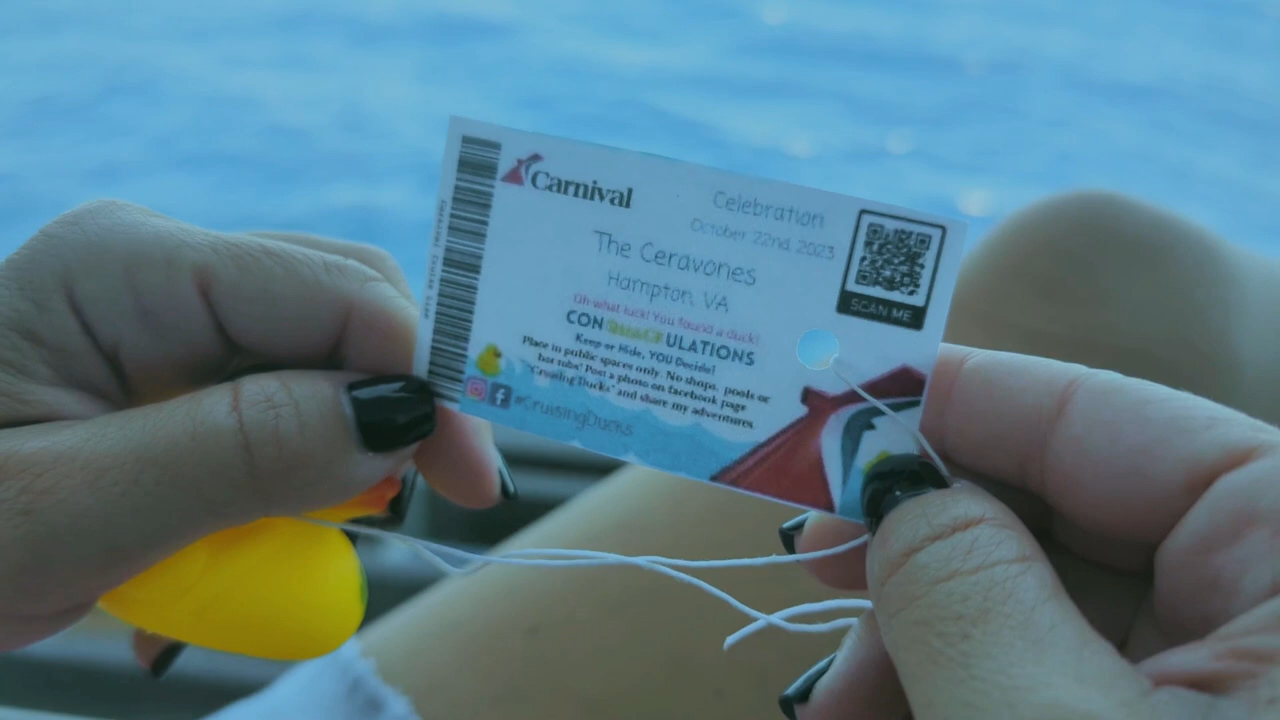 Carnival
Celebration
October 22nd, 2023
The Ceravones
Hampton, VA
Oh what luck! You found a duck!
CONQUACKULATIONS
Keep or Hide, YOU Decide!
Place in public spaces only. No shops, pools or
hot tubs! Post a photo on facebook page
"Cruising Ducks" and share my adventures.
#CruisingDucks
SCAN ME